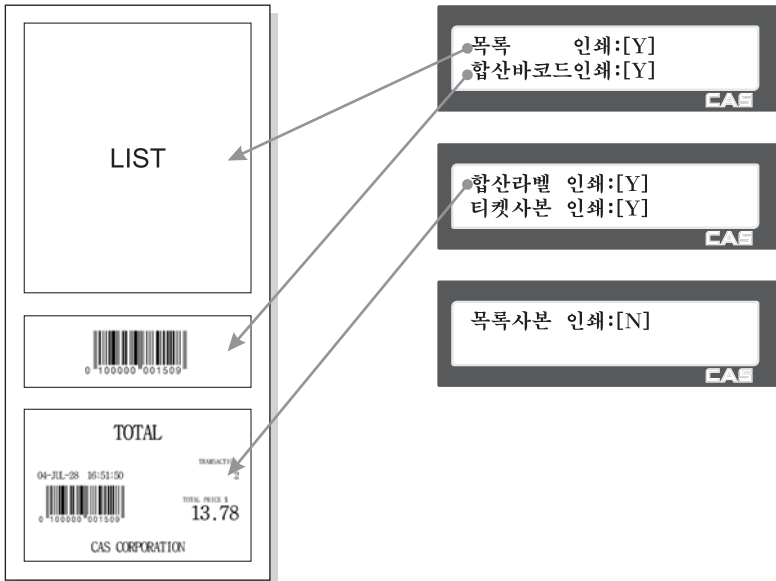 LIST
0 100000 001509
TOTAL
TRANSACTION
04-JUL-28 16:51:50
2
TOTAL PRICE $
0 100000 001509
13.78
CAS CORPORATION
목록 인쇄:[Y]
합산바코드인쇄:[Y]
CAS
합산라벨 인쇄:[Y]
티켓사본 인쇄:[Y]
CAS
목록사본 인쇄:[N]
CAS